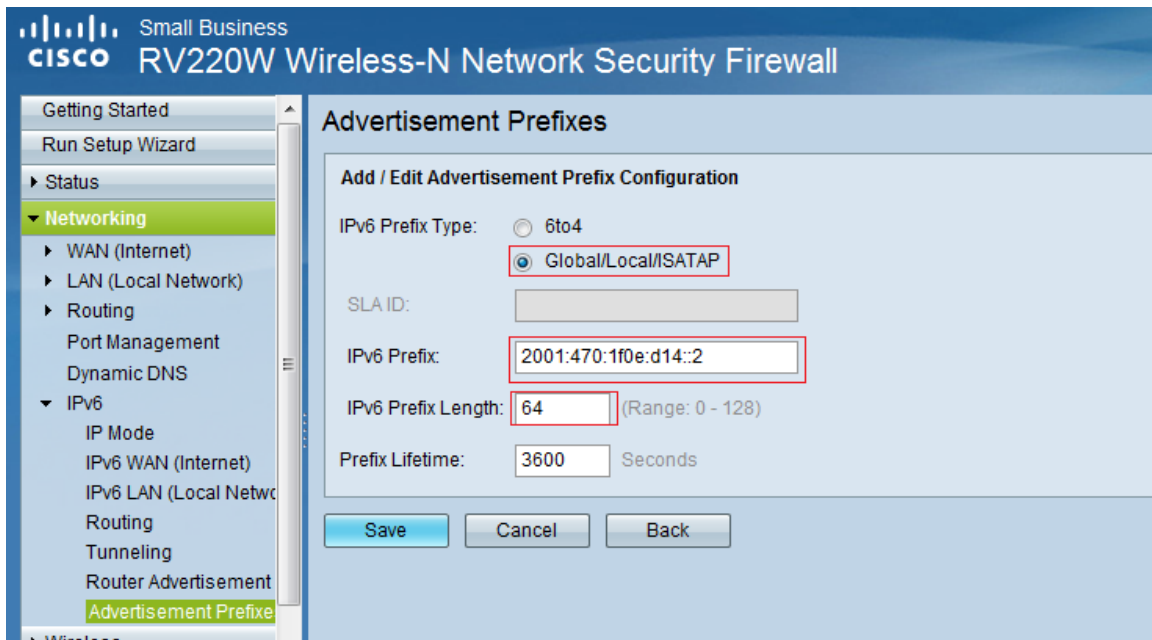 Small Business
CISCO RV220W Wireless-N Network Security Firewall
Getting Started
Run Setup Wizard
Status
Networking
WAN (Internet)
LAN (Local Network)
Routing
Port Management
Dynamic DNS
IPv6
IP Mode
IPv6 WAN (Internet)
IPv6 LAN (Local Netwo
Routing
Tunneling
Router Advertisement
Advertisement Prefixe
Wireless
Advertisement Prefixes
Add / Edit Advertisement Prefix Configuration
IPv6 Prefix Type: 6to4
Global/Local/ISATAP
SLA ID:
IPv6 Prefix: 2001:470:1f0e:d14::2
IPv6 Prefix Length: 64 (Range: 0 - 128)
Prefix Lifetime: 3600 Seconds
Save Cancel Back